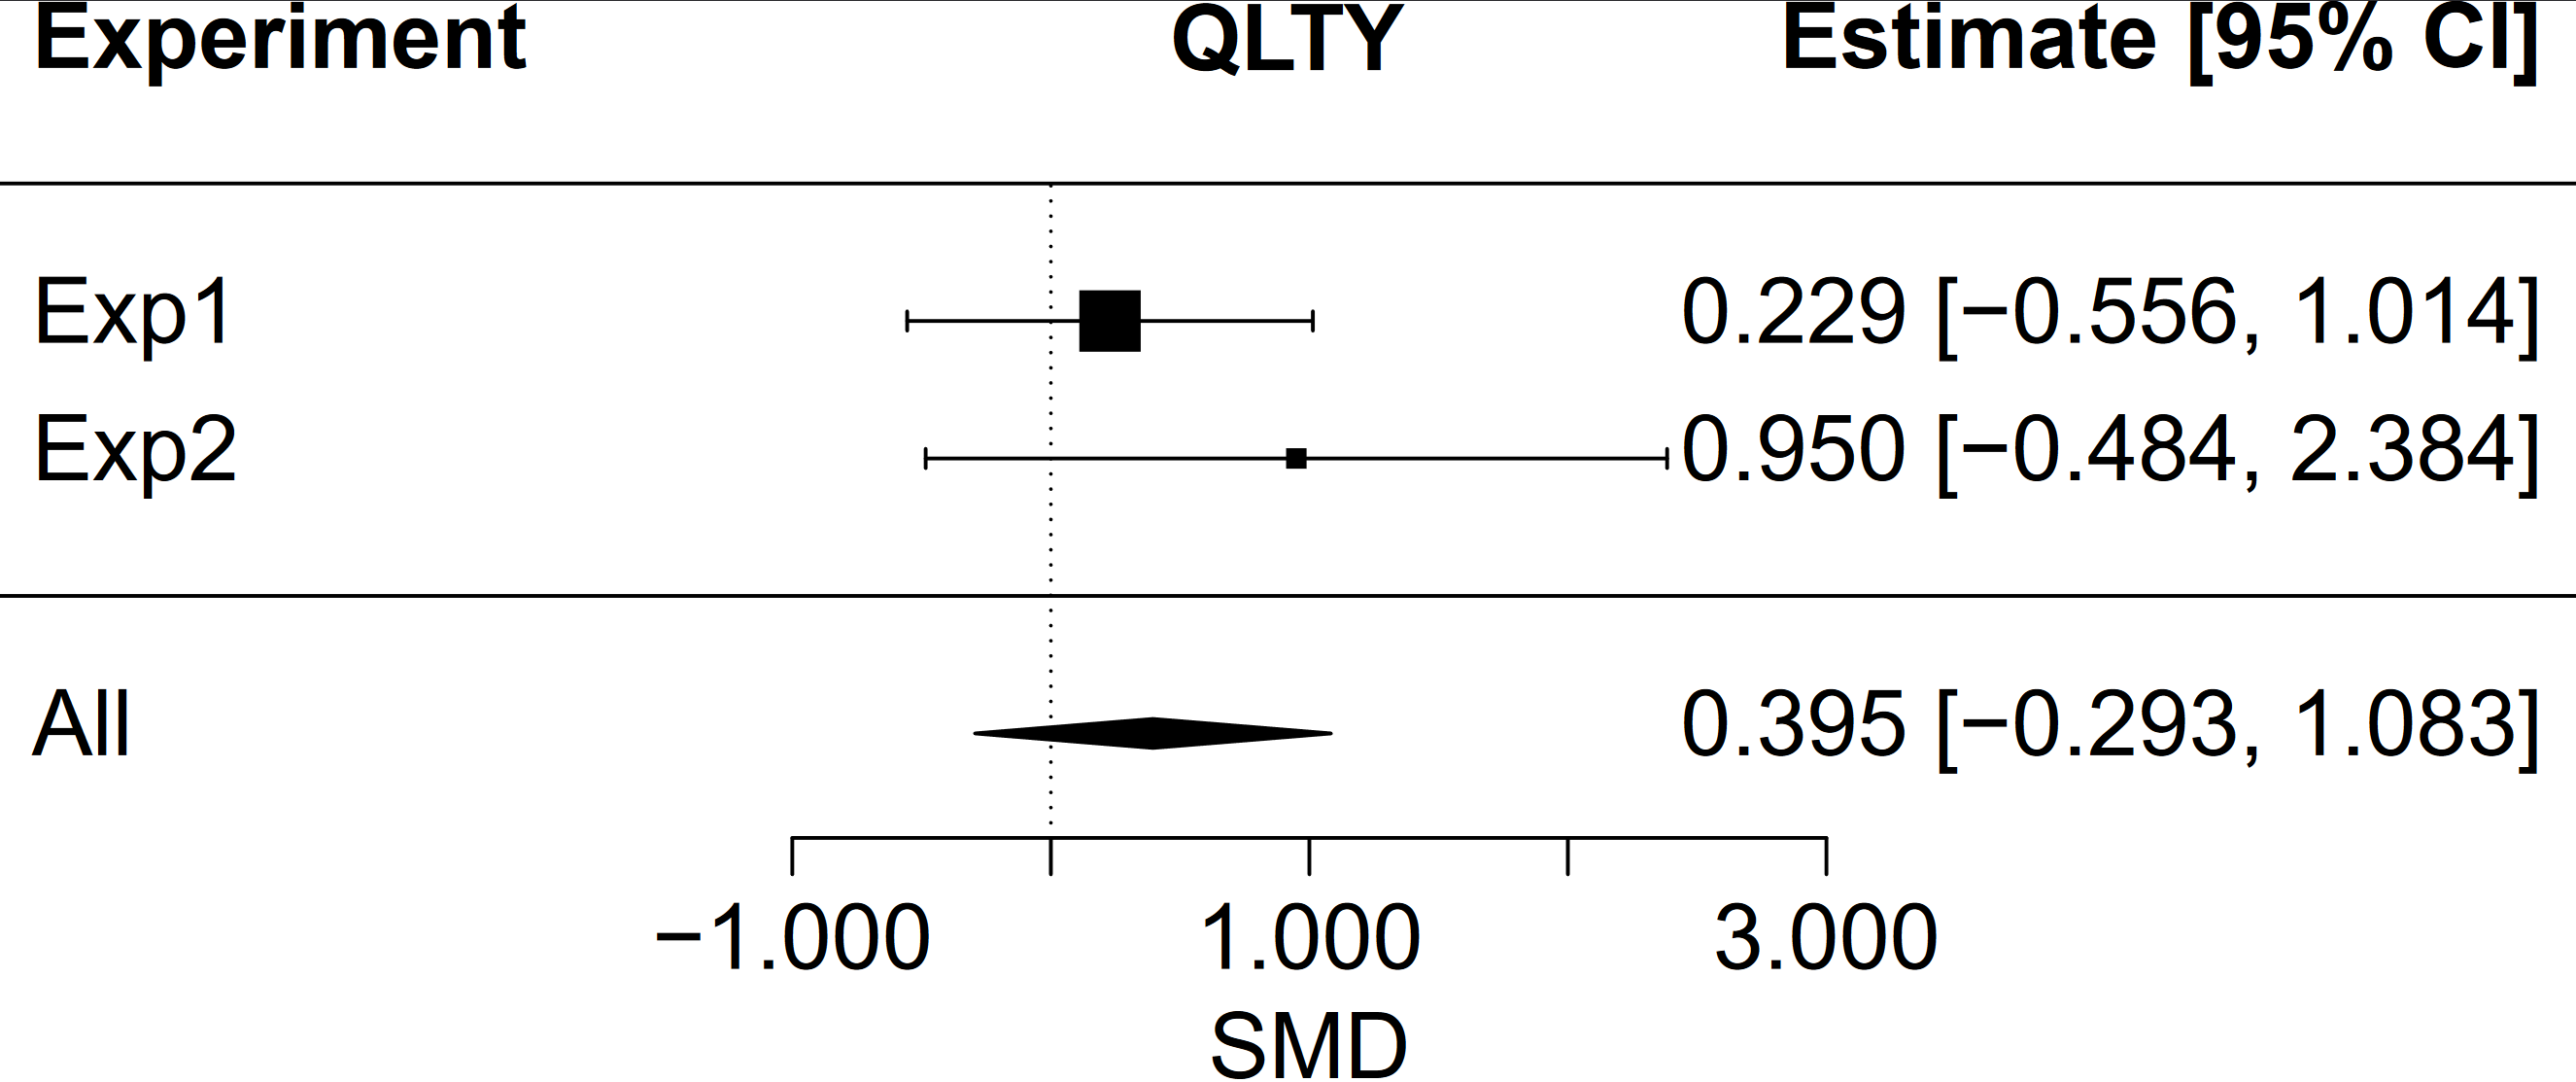 Experiment QLTY Estimate [95% CI]
Exp1 0.229 [−0.556, 1.014]
Exp2 0.950 [−0.484, 2.384]
All 0.395 [−0.293, 1.083]
−1.000 1.000 3.000
SMD